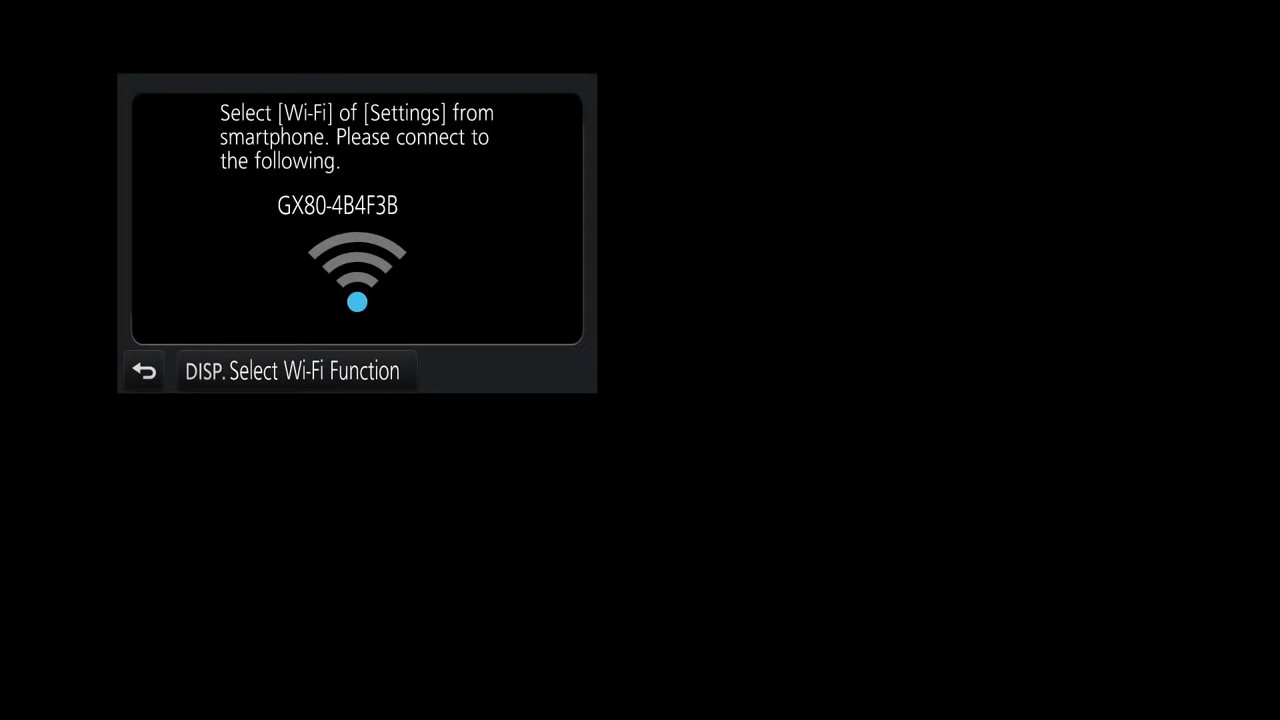 Select [Wi-Fi] of [Settings] from
smartphone. Please connect to
the following.
GX80-4B4F3B
DISP. Select Wi-Fi Function